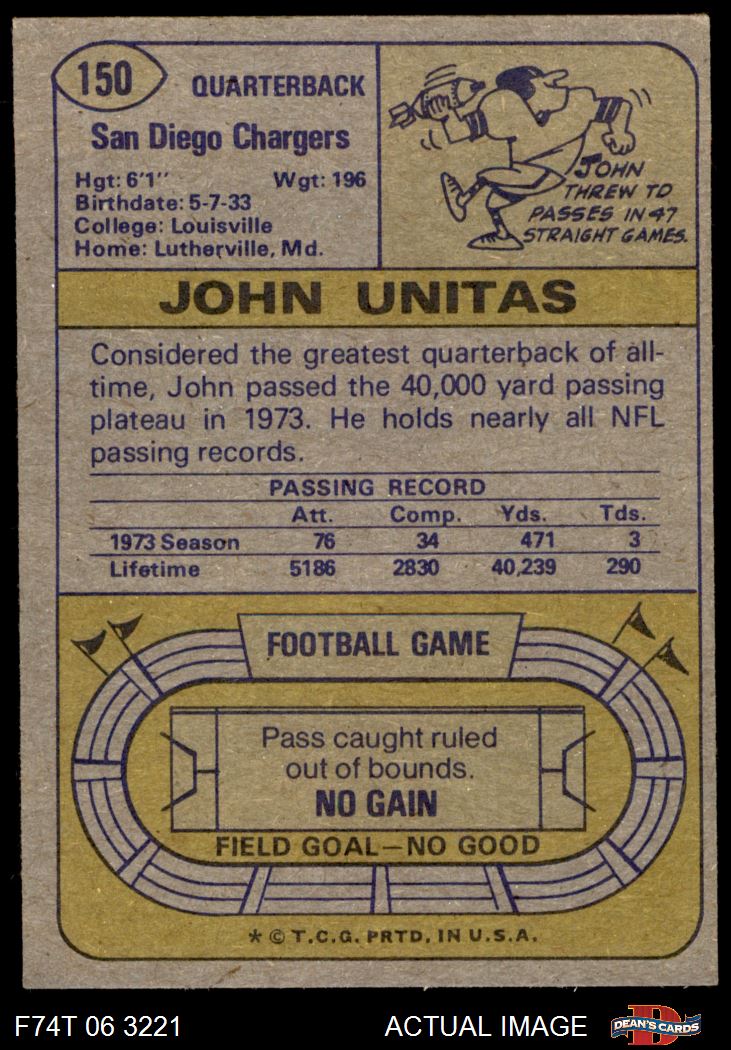 150
QUARTERBACK
San Diego Chargers
Hgt: 6'1" Wgt: 196
Birthdate: 5-7-33
College: Louisville
Home: Lutherville, Md.
JOHN
THREW TD
PASSES IN 47
STRAIGHT GAMES.
JOHN UNITAS
Considered the greatest quarterback of all-
time, John passed the 40,000 yard passing
plateau in 1973. He holds nearly all NFL
passing records.
PASSING RECORD
Att. Comp. Yds. Tds.
1973 Season 76 34 471 3
Lifetime 5186 2830 40,239 290
FOOTBALL GAME
Pass caught ruled
out of bounds.
NO GAIN
FIELD GOAL—NO GOOD
* © T.C.G. PRTD. IN U.S.A.
F74T 06 3221 ACTUAL IMAGE
D
DEAN'S CARDS